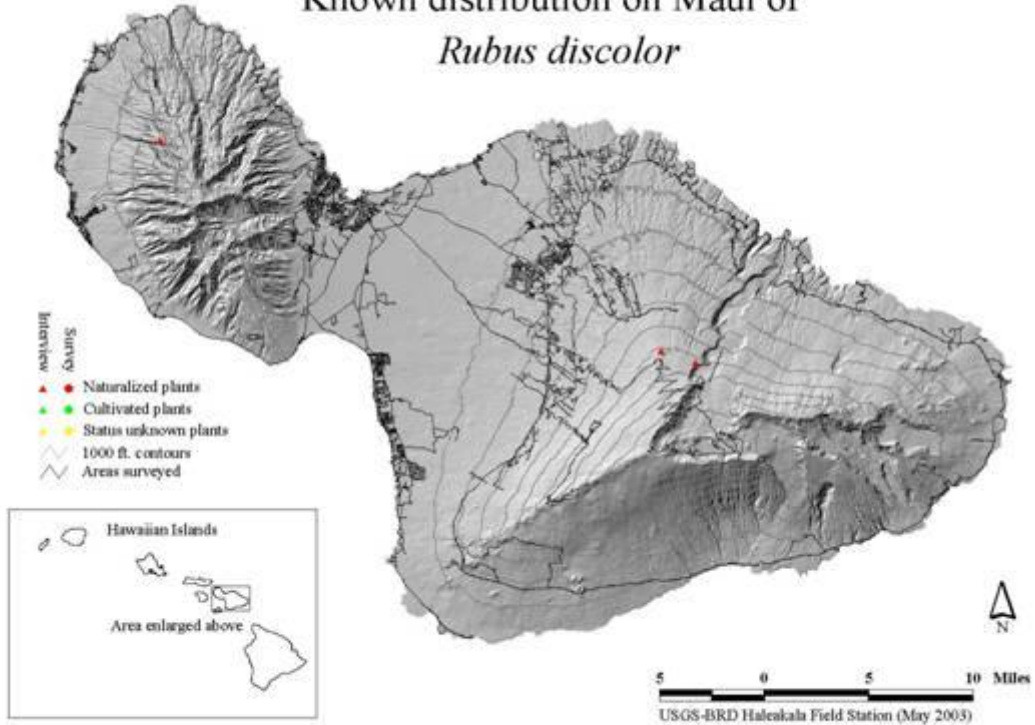 Known distribution on Maui of
Rubus discolor
Interview
Survey
Naturalized plants
Cultivated plants
Status unknown plants
1000 ft. contours
Areas surveyed
Hawaiian Islands
Area enlarged above
N
5 0 5 10 Miles
USGS-BRD Haleakala Field Station (May 2003)